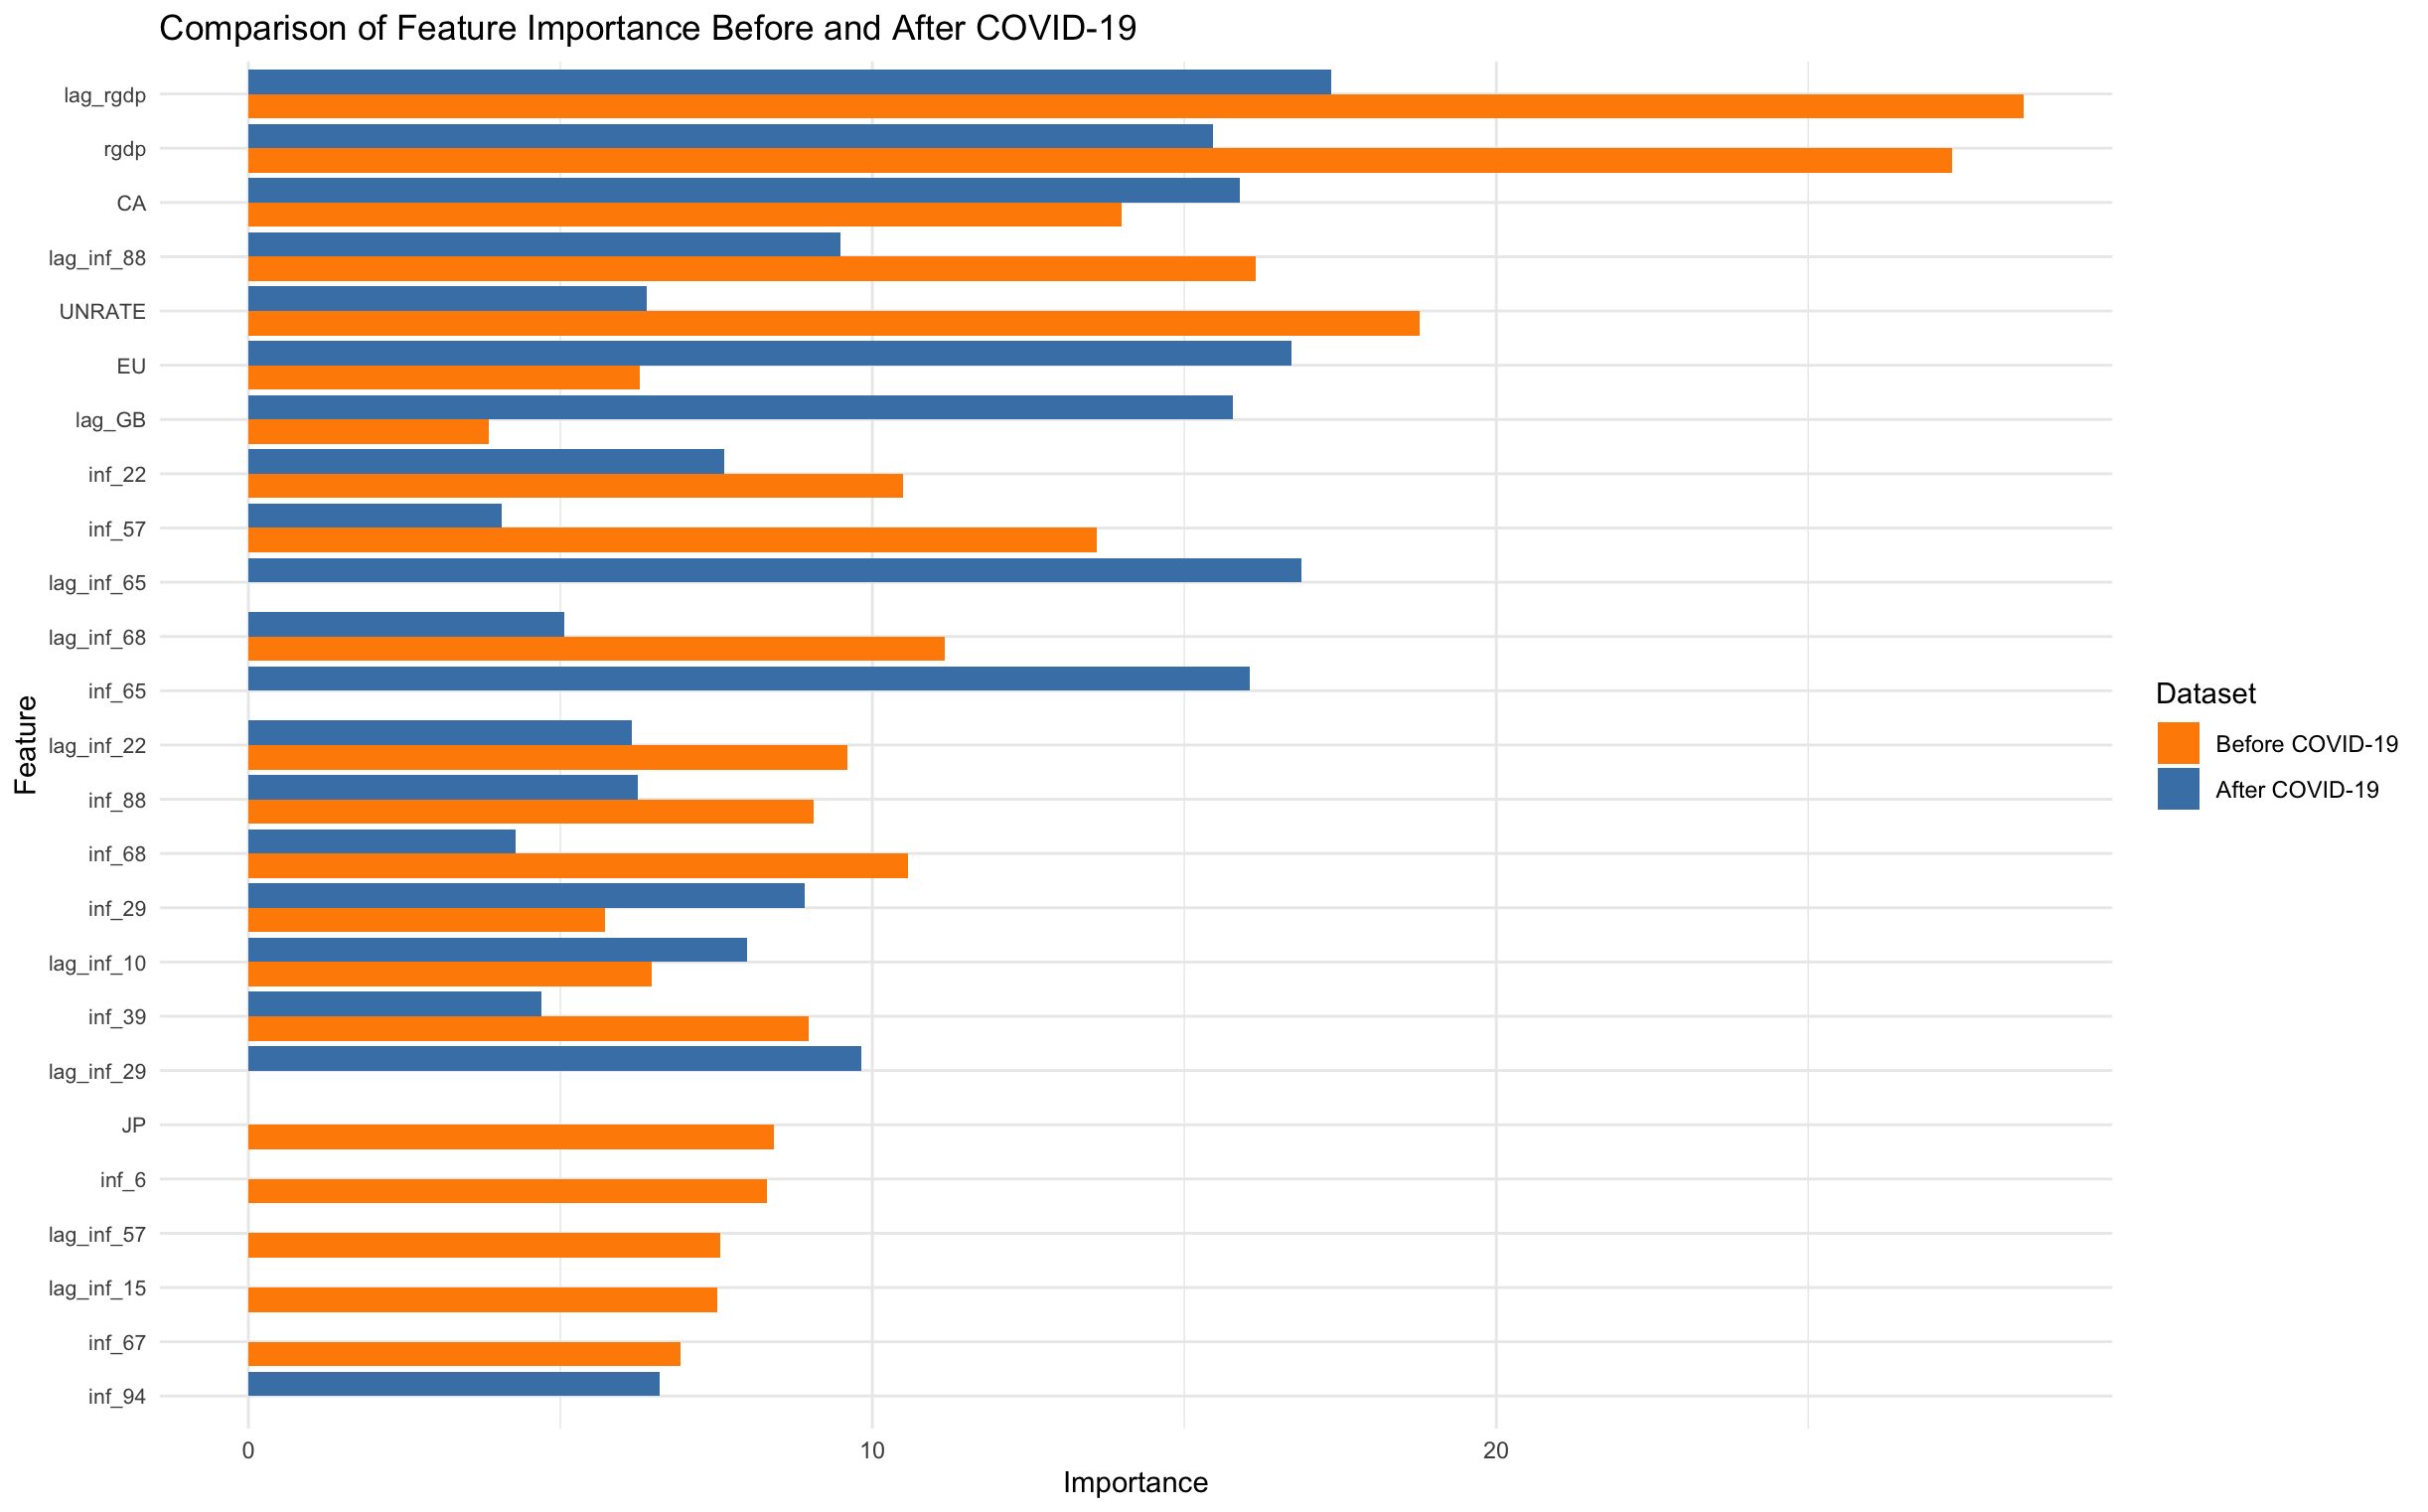 Comparison of Feature Importance Before and After COVID-19
lag_rgdp
rgdp
CA
lag_inf_88
UNRATE
EU
lag_GB
inf_22
inf_57
lag_inf_65
lag_inf_68
inf_65
lag_inf_22
inf_88
inf_68
inf_29
lag_inf_10
inf_39
lag_inf_29
JP
inf_6
lag_inf_57
lag_inf_15
inf_67
inf_94
Feature
0
10
20
Importance
Dataset
Before COVID-19
After COVID-19